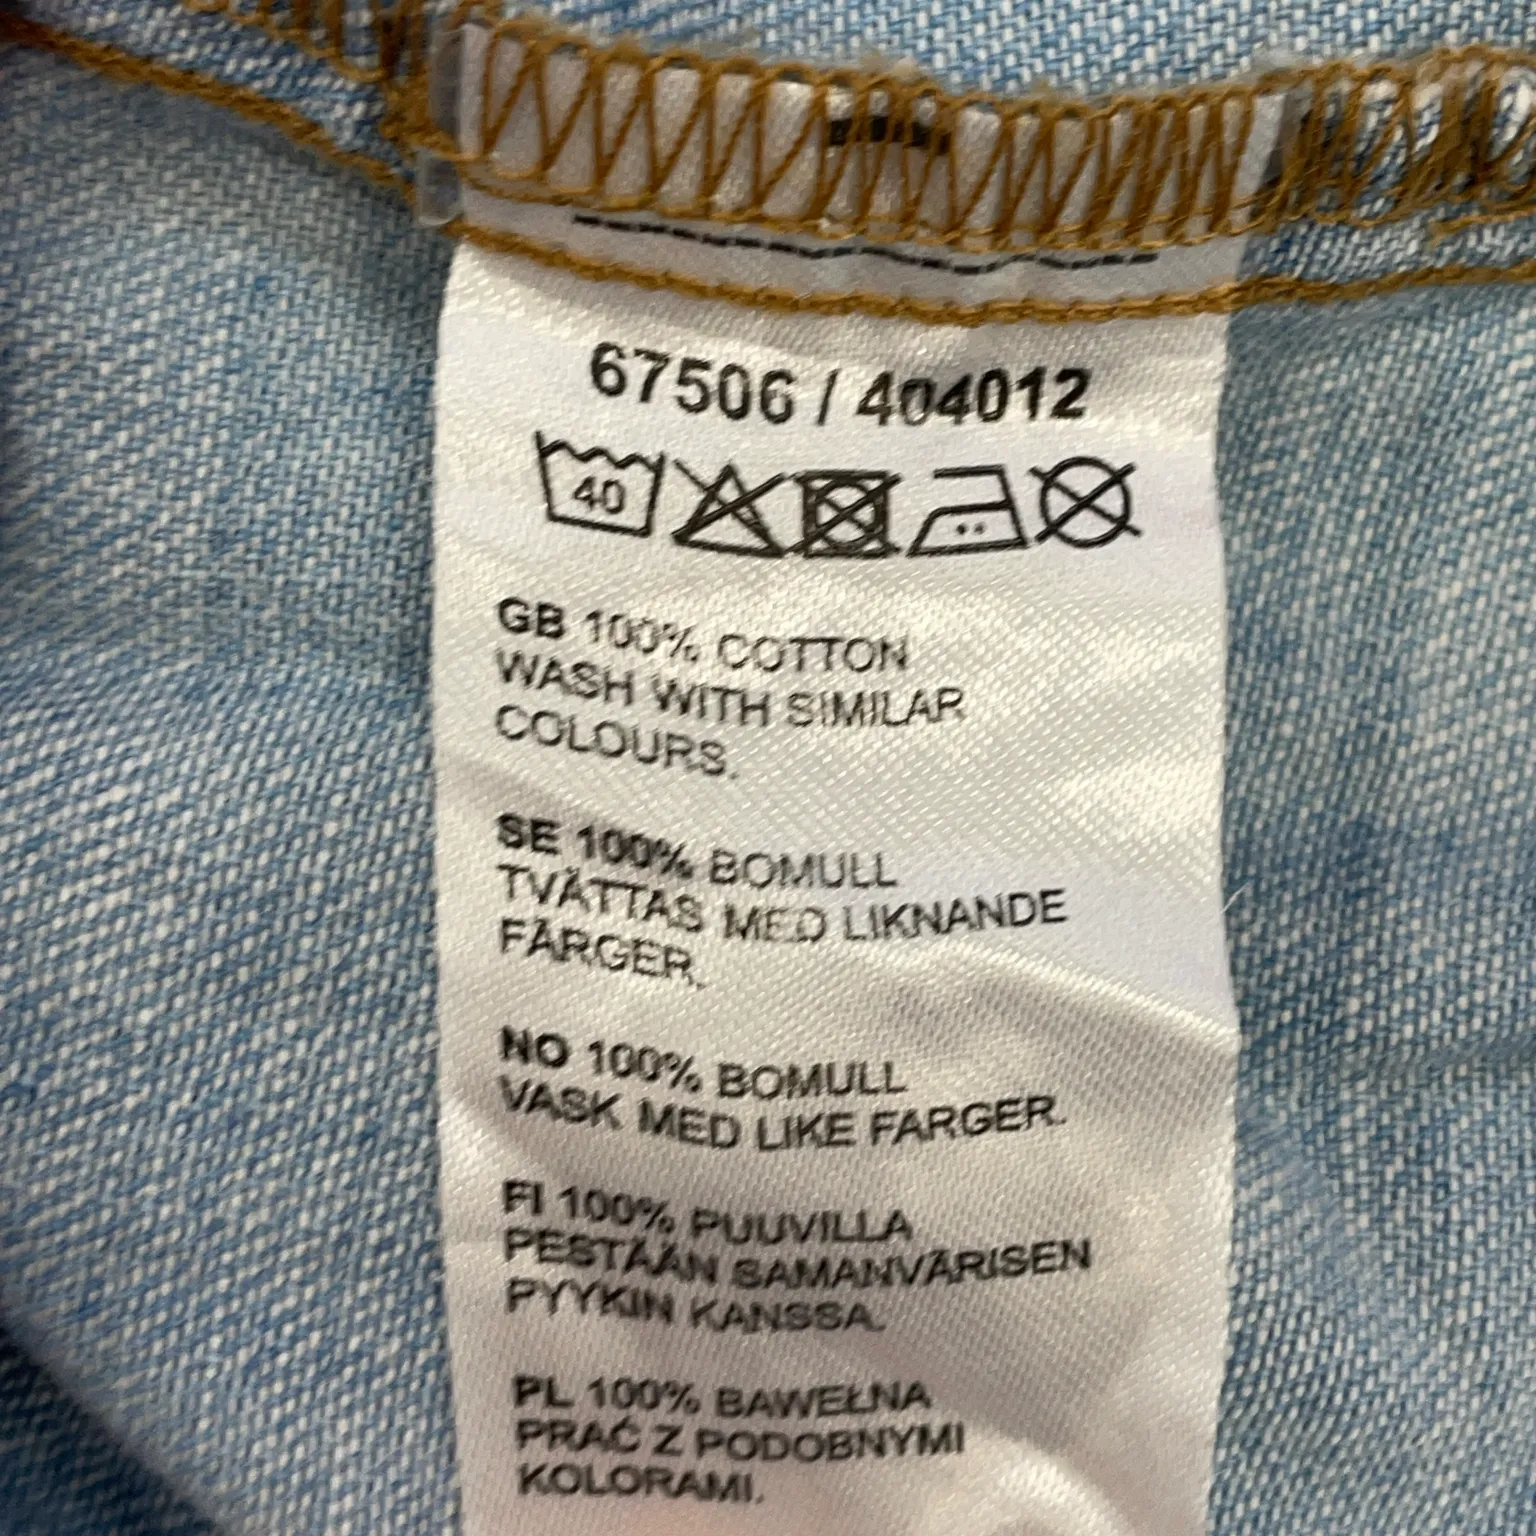 67506 / 404012
40
GB 100% COTTON
WASH WITH SIMILAR
COLOURS.
SE 100% BOMULL
TVÄTTAS MED LIKNANDE
FÄRGER.
NO 100% BOMULL
VASK MED LIKE FARGER.
FI 100% PUUVILLA
PESTÄÄN SAMANVÄRISEN
PYYKIN KANSSA.
PL 100% BAWEŁNA
PRAĆ Z PODOBNYMI
KOLORAMI.